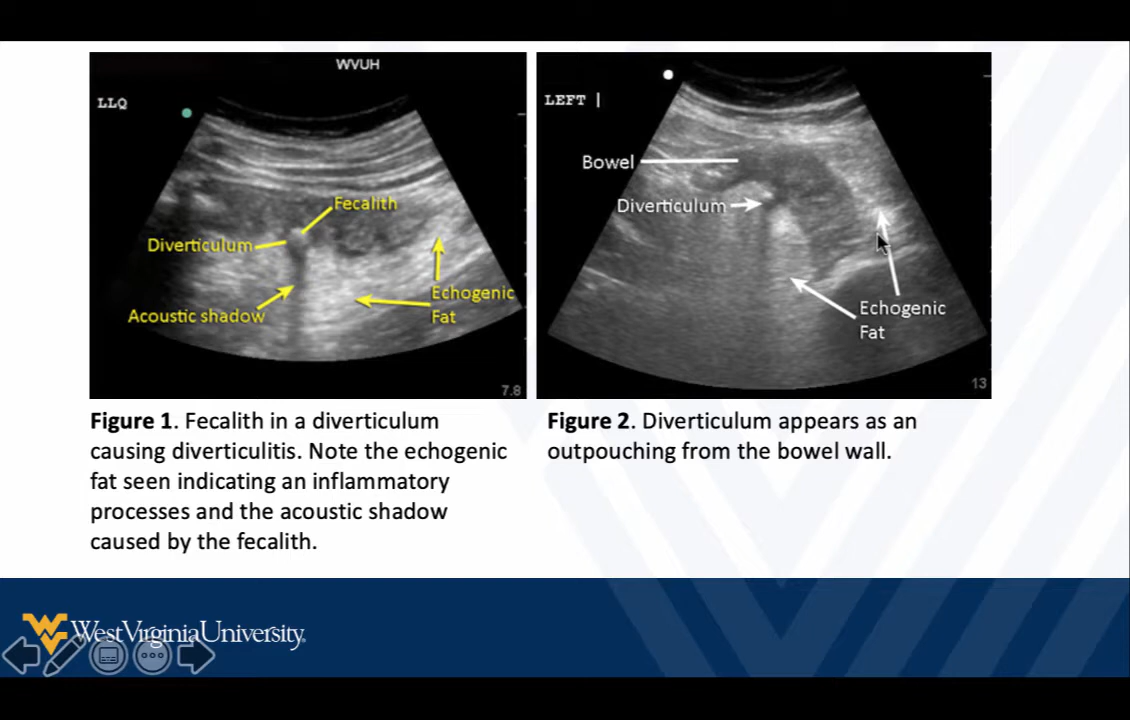 WVUH
LLQ
Fecalith
Diverticulum
Acoustic shadow
Echogenic
Fat
7.8
LEFT |
Bowel
Diverticulum
Echogenic
Fat
13
Figure 1. Fecalith in a diverticulum
causing diverticulitis. Note the echogenic
fat seen indicating an inflammatory
processes and the acoustic shadow
caused by the fecalith.
Figure 2. Diverticulum appears as an
outpouching from the bowel wall.
WestVirginiaUniversity.